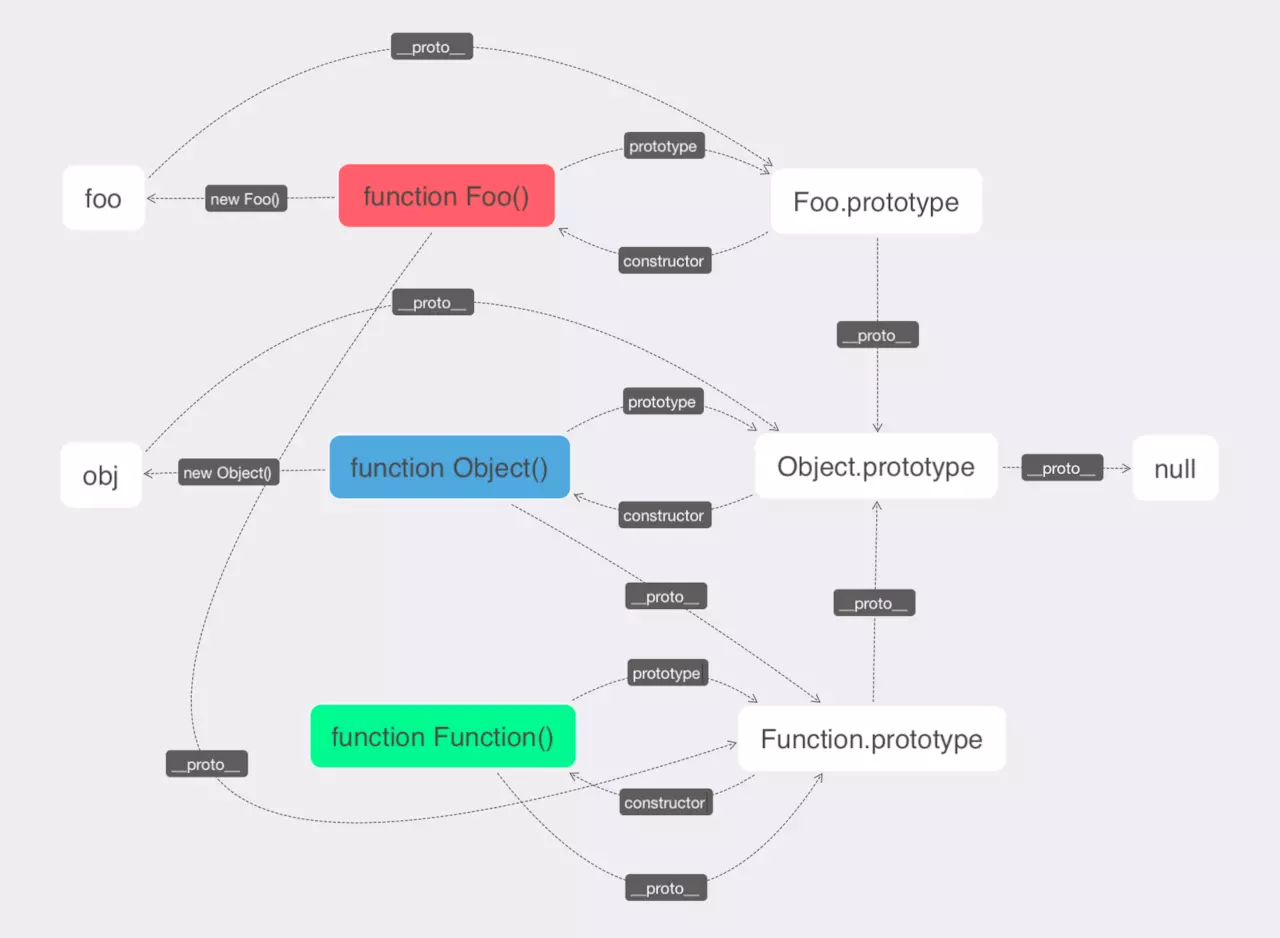 __proto__
prototype
foo
new Foo()
function Foo()
Foo.prototype
constructor
__proto__
__proto__
prototype
obj
new Object()
function Object()
Object.prototype
__proto__
null
constructor
__proto__
__proto__
prototype
function Function()
Function.prototype
__proto__
constructor
__proto__